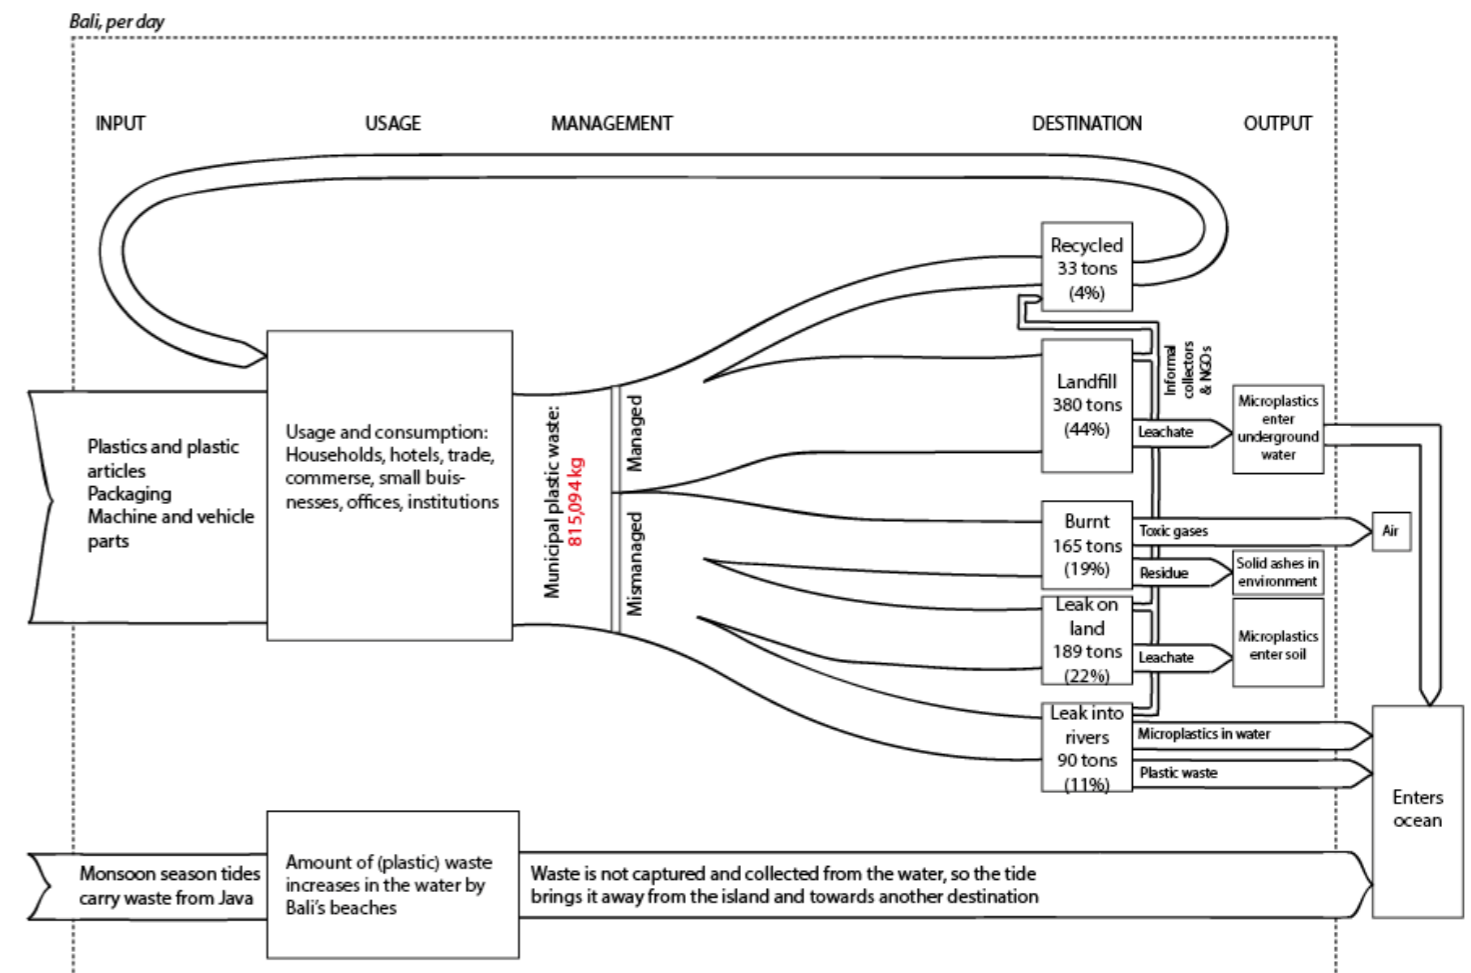 Bali, per day
INPUT
USAGE
MANAGEMENT
DESTINATION
OUTPUT
Plastics and plastic
articles
Packaging
Machine and vehicle
parts
Usage and consumption:
Households, hotels, trade,
commerse, small buis-
nesses, offices, institutions
Municipal plastic waste:
815,094 kg
Managed
Mismanaged
Recycled
33 tons
(4%)
Landfill
380 tons
(44%)
Burnt
165 tons
(19%)
Leak on
land
189 tons
(22%)
Leak into
rivers
90 tons
(11%)
Informal
collectors
& NGOs
Leachate
Toxic gases
Residue
Leachate
Microplastics in water
Plastic waste
Microplastics
enter
underground
water
Air
Solid ashes in
environment
Microplastics
enter soil
Enters
ocean
Monsoon season tides
carry waste from Java
Amount of (plastic) waste
increases in the water by
Bali's beaches
Waste is not captured and collected from the water, so the tide
brings it away from the island and towards another destination